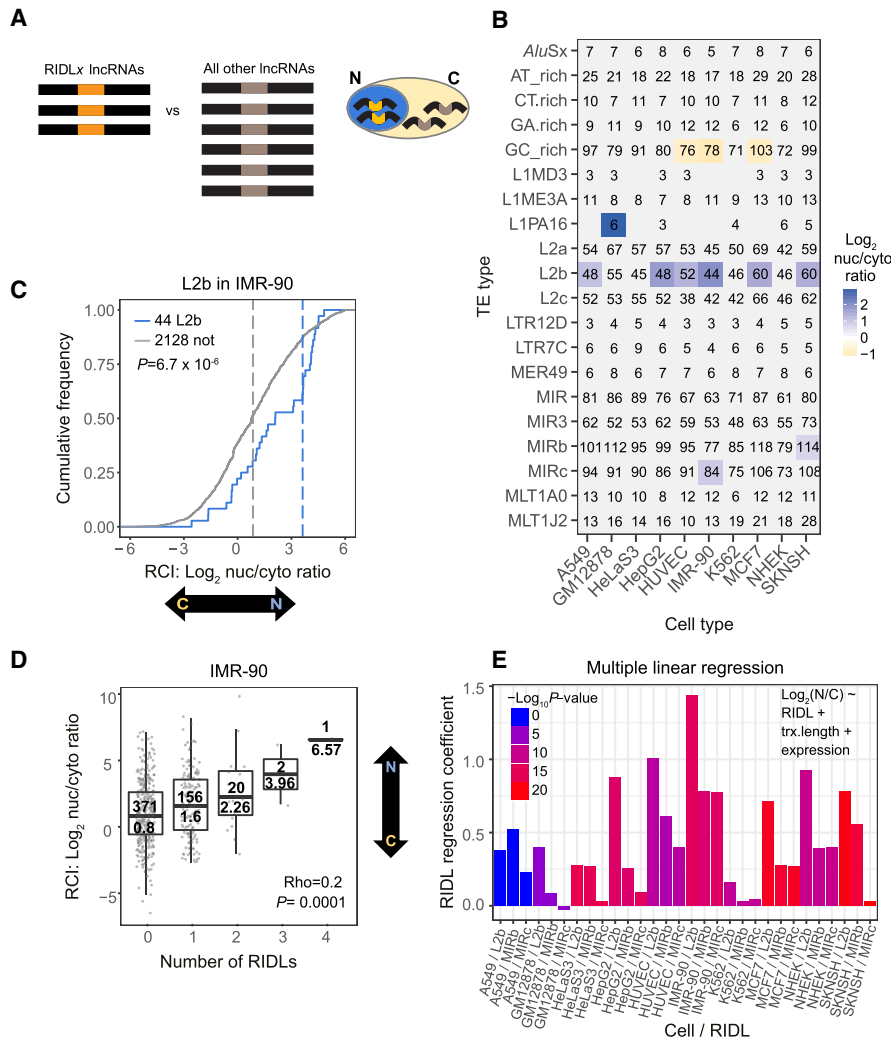 A
RIDLx lncRNAs
vs
All other lncRNAs
N
C
B
TE type
AluSx 7 7 6 8 6 5 7 8 7 6
AT_rich 25 21 18 22 18 17 18 29 20 28
CT.rich 10 7 11 7 10 10 7 11 8 12
GA.rich 9 11 9 10 12 12 6 12 6 10
GC_rich 97 79 91 80 76 78 71 103 72 99
L1MD3 3 3 3 3 3 3 3
L1ME3A 11 8 8 7 8 11 9 13 10 13
L1PA16 6 3 4 6 5
L2a 54 67 57 57 53 45 50 69 42 59
L2b 48 55 45 48 52 44 46 60 46 60
L2c 52 53 55 52 38 42 42 66 46 62
LTR12D 3 4 5 4 3 3 3 4 5 5
LTR7C 6 6 9 6 5 4 6 6 5 5
MER49 6 8 6 7 7 6 8 7 8 6
MIR 81 86 89 76 67 63 71 87 61 80
MIR3 62 52 53 62 59 53 48 63 55 73
MIRb 101 112 95 99 95 77 85 118 79 114
MIRc 94 91 90 86 91 84 75 106 73 108
MLT1A0 13 10 10 8 12 12 6 12 12 11
MLT1J2 13 16 14 16 10 13 19 21 18 28
A549
GM12878
HeLaS3
HepG2
HUVEC
IMR-90
K562
MCF7
NHEK
SKNSH
Cell type
Log2
nuc/cyto
ratio
2
1
0
−1
C
L2b in IMR-90
Cumulative frequency
1.00
0.75
0.50
0.25
0.00
44 L2b
2128 not
P=6.7 x 10-6
−6 −3 0 3 6
RCI: Log2 nuc/cyto ratio
C N
D
IMR-90
RCI: Log2 nuc/cyto ratio
10
5
0
−5
371
0.8
156
1.6
20
2.26
2
3.96
1
6.57
Rho=0.2
P= 0.0001
0 1 2 3 4
Number of RIDLs
N
C
E
Multiple linear regression
RIDL regression coefficient
1.5
1.0
0.5
0.0
−Log10P−value
0
5
10
15
20
Log2(N/C) ~
RIDL +
trx.length +
expression
A549 / L2b
A549 / MIRb
A549 / MIRc
GM12878 / L2b
GM12878 / MIRb
GM12878 / MIRc
HeLaS3 / L2b
HeLaS3 / MIRb
HeLaS3 / MIRc
HepG2 / L2b
HepG2 / MIRb
HepG2 / MIRc
HUVEC / L2b
HUVEC / MIRb
HUVEC / MIRc
IMR-90 / L2b
IMR-90 / MIRb
IMR-90 / MIRc
K562 / L2b
K562 / MIRb
K562 / MIRc
MCF7 / L2b
MCF7 / MIRb
MCF7 / MIRc
NHEK / L2b
NHEK / MIRb
NHEK / MIRc
SKNSH / L2b
SKNSH / MIRb
SKNSH / MIRc
Cell / RIDL